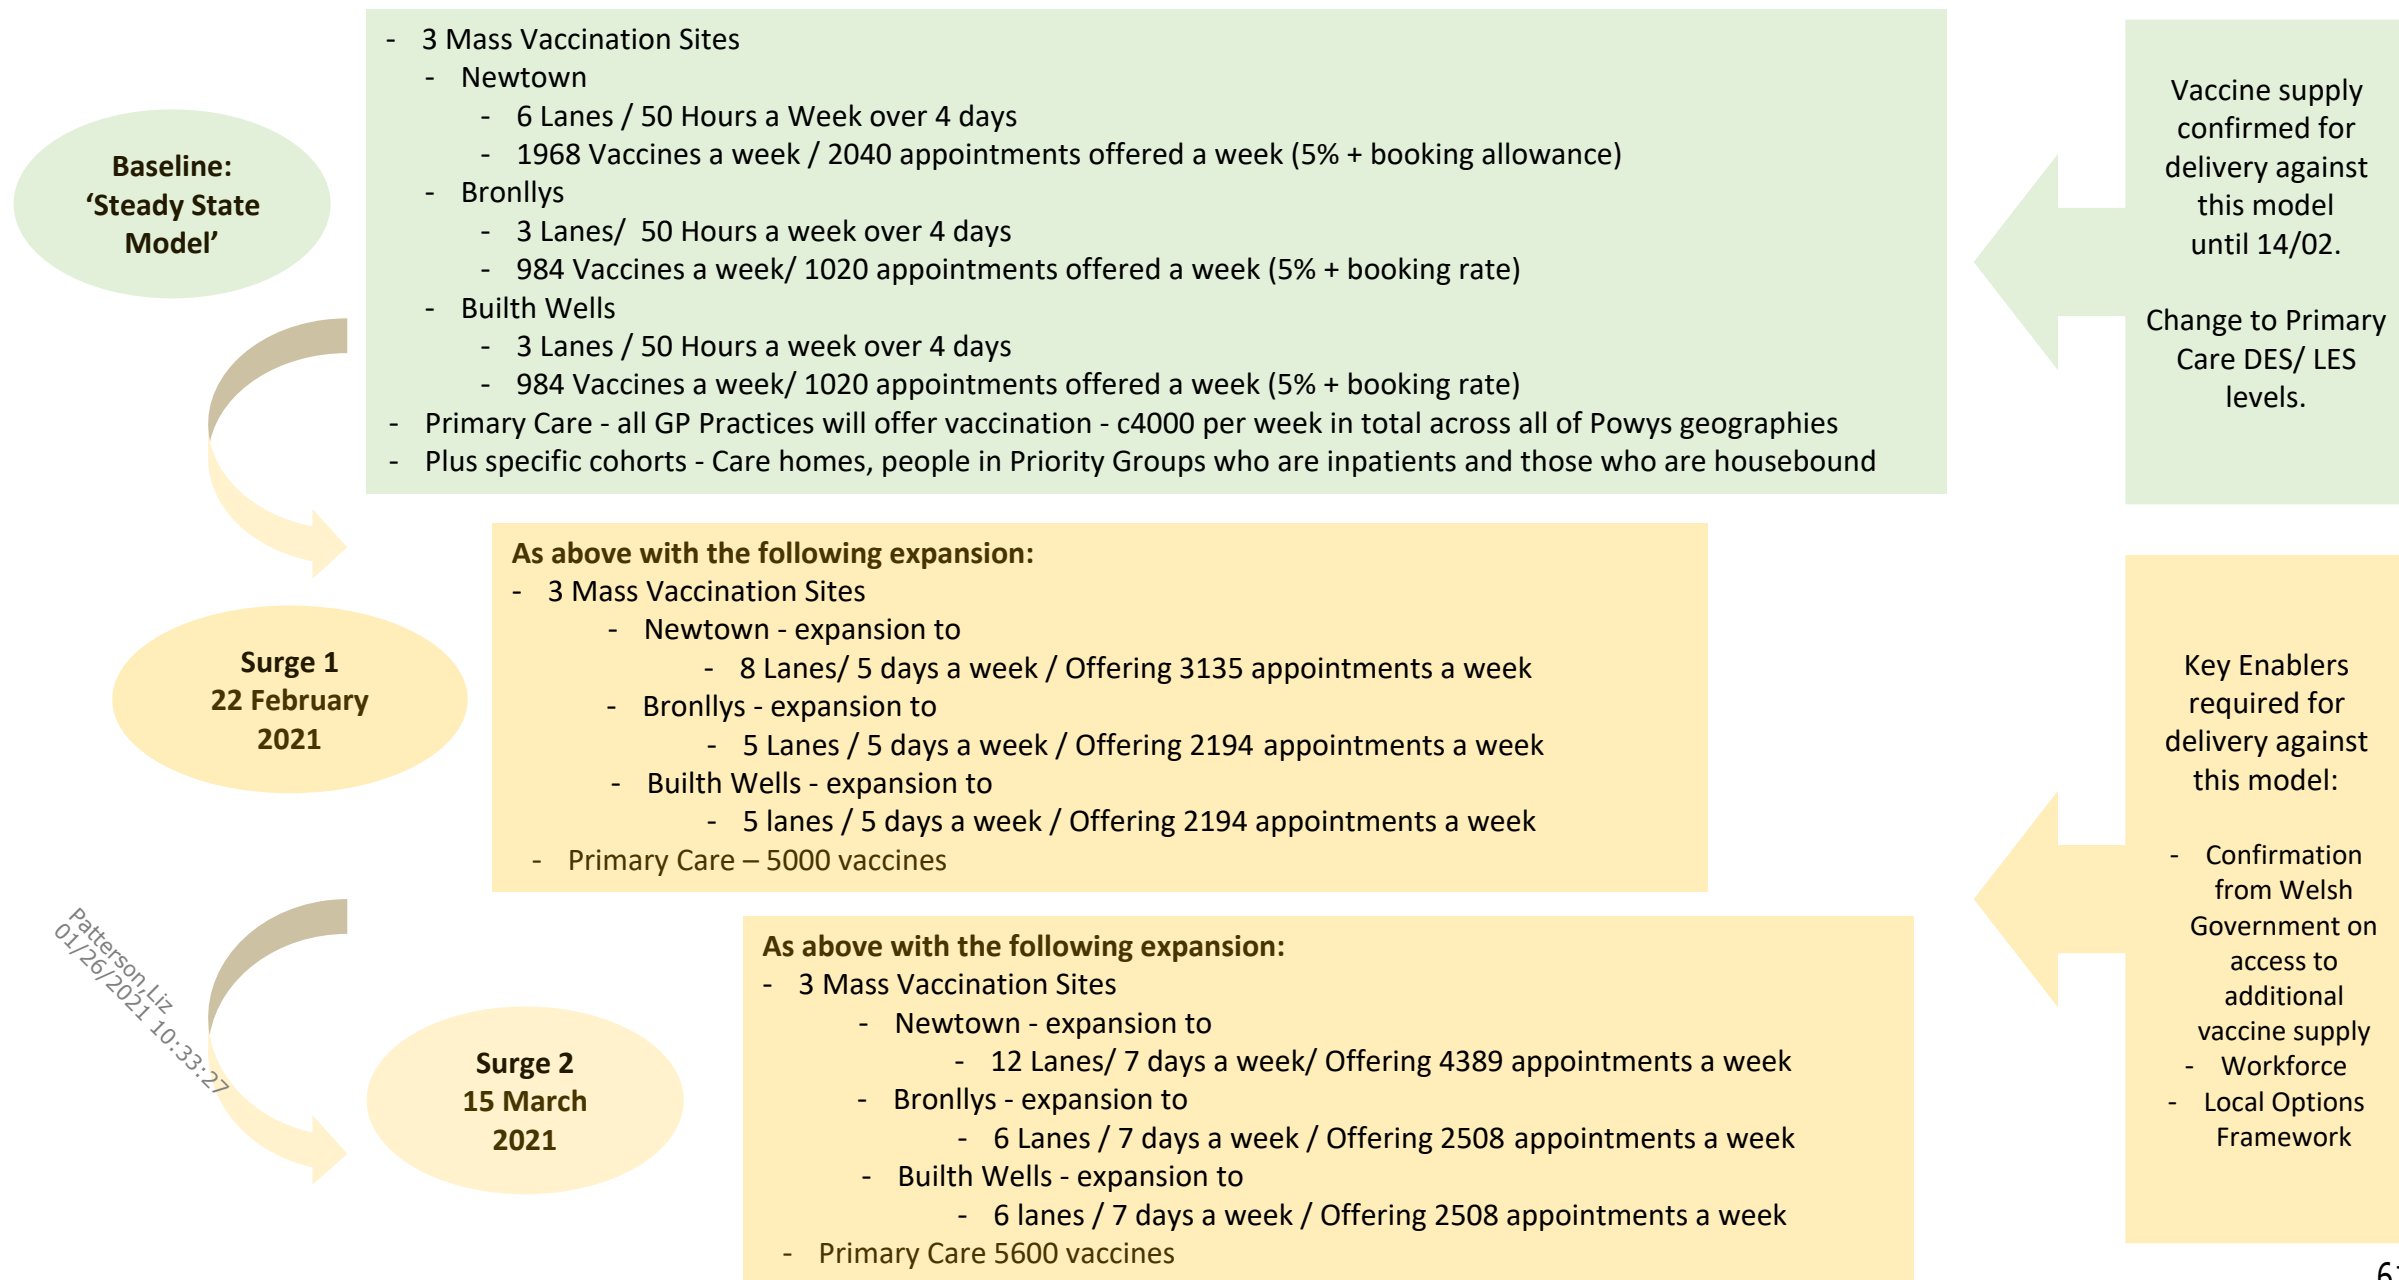 Baseline:
‘Steady State
Model’
- 3 Mass Vaccination Sites
- Newtown
- 6 Lanes / 50 Hours a Week over 4 days
- 1968 Vaccines a week / 2040 appointments offered a week (5% + booking allowance)
- Bronllys
- 3 Lanes/ 50 Hours a week over 4 days
- 984 Vaccines a week/ 1020 appointments offered a week (5% + booking rate)
- Builth Wells
- 3 Lanes / 50 Hours a week over 4 days
- 984 Vaccines a week/ 1020 appointments offered a week (5% + booking rate)
- Primary Care - all GP Practices will offer vaccination - c4000 per week in total across all of Powys geographies
- Plus specific cohorts - Care homes, people in Priority Groups who are inpatients and those who are housebound
Vaccine supply
confirmed for
delivery against
this model
until 14/02.
Change to Primary
Care DES/ LES
levels.
Surge 1
22 February
2021
As above with the following expansion:
- 3 Mass Vaccination Sites
- Newtown - expansion to
- 8 Lanes/ 5 days a week / Offering 3135 appointments a week
- Bronllys - expansion to
- 5 Lanes / 5 days a week / Offering 2194 appointments a week
- Builth Wells - expansion to
- 5 lanes / 5 days a week / Offering 2194 appointments a week
- Primary Care – 5000 vaccines
Key Enablers
required for
delivery against
this model:
- Confirmation
from Welsh
Government on
access to
additional
vaccine supply
- Workforce
- Local Options
Framework
Surge 2
15 March
2021
As above with the following expansion:
- 3 Mass Vaccination Sites
- Newtown - expansion to
- 12 Lanes/ 7 days a week/ Offering 4389 appointments a week
- Bronllys - expansion to
- 6 Lanes / 7 days a week / Offering 2508 appointments a week
- Builth Wells - expansion to
- 6 lanes / 7 days a week / Offering 2508 appointments a week
- Primary Care 5600 vaccines
Patterson,Liz
01/26/2021 10:33:27